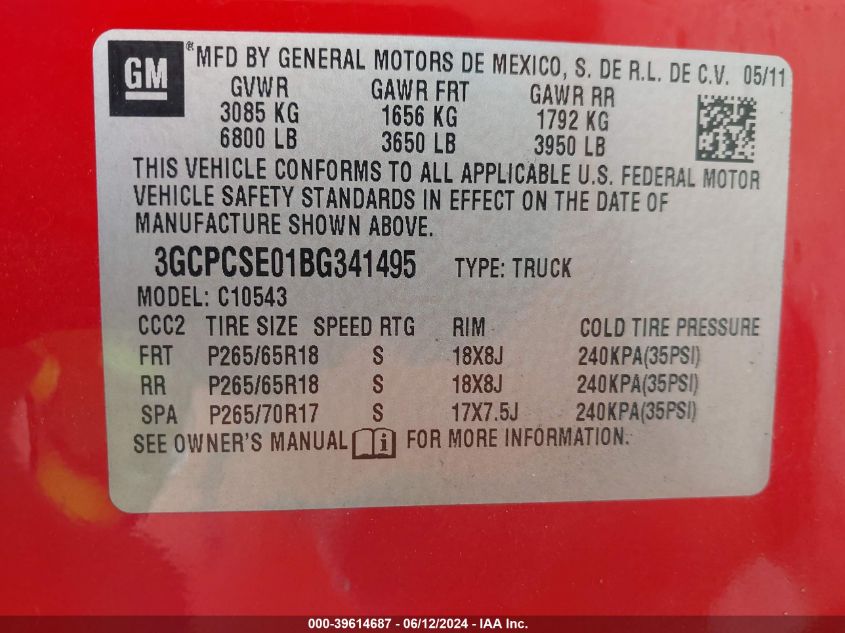 GM ® MFD BY GENERAL MOTORS DE MEXICO, S. DE R.L. DE C.V. 05/11
GVWR GAWR FRT GAWR RR
3085 KG 1656 KG 1792 KG
6800 LB 3650 LB 3950 LB
THIS VEHICLE CONFORMS TO ALL APPLICABLE U.S. FEDERAL MOTOR
VEHICLE SAFETY STANDARDS IN EFFECT ON THE DATE OF
MANUFACTURE SHOWN ABOVE.
3GCPCSE01BG341495 TYPE: TRUCK
MODEL: C10543
CCC2 TIRE SIZE SPEED RTG RIM COLD TIRE PRESSURE
FRT P265/65R18 S 18X8J 240KPA(35PSI)
RR P265/65R18 S 18X8J 240KPA(35PSI)
SPA P265/70R17 S 17X7.5J 240KPA(35PSI)
SEE OWNER'S MANUAL i FOR MORE INFORMATION.
000-39614687 - 06/12/2024 - IAA Inc.